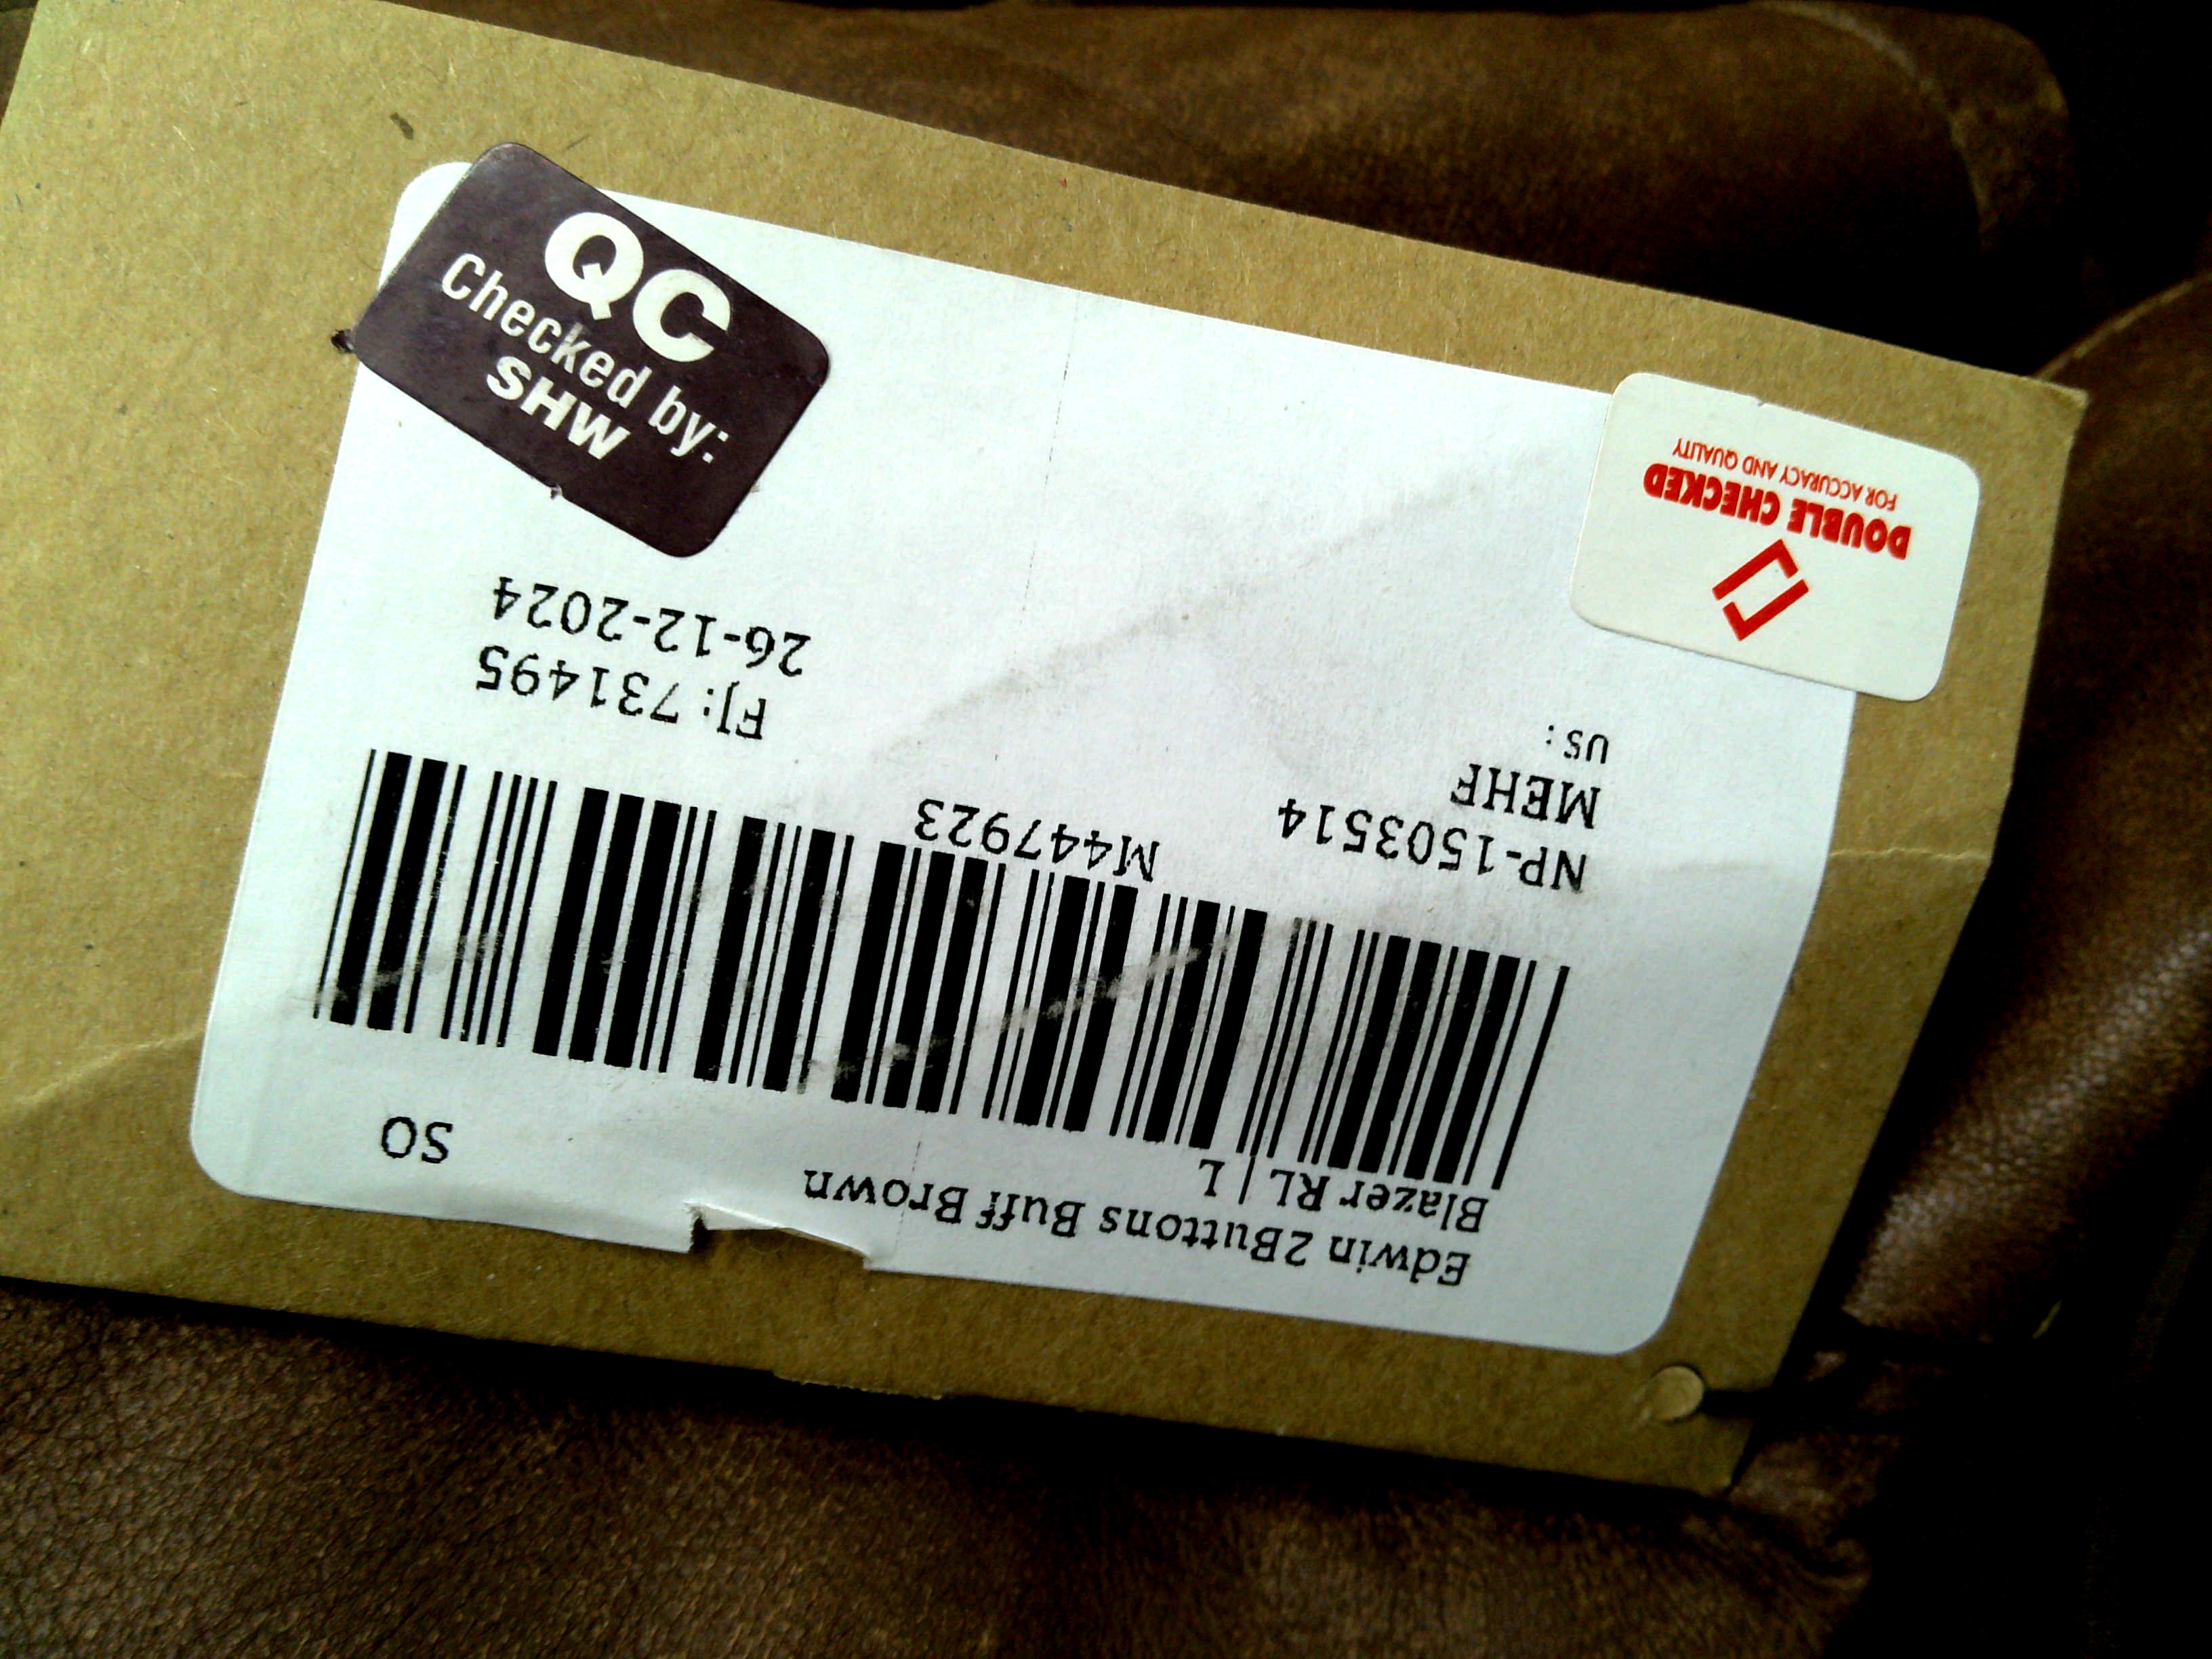 Edwin 2Buttons Buff Brown
Blazer RL | L
SO
M447923
NP-1503514
MEHF
US :
FJ: 731495
26-12-2024
QC
Checked by:
SHW
DOUBLE CHECKED
FOR ACCURACY AND QUALITY